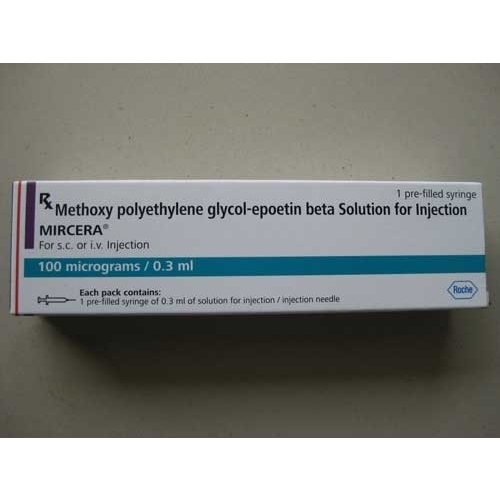 1 pre-filled syringe
Rx Methoxy polyethylene glycol-epoetin beta Solution for Injection
MIRCERA®
For s.c. or i.v. Injection
100 micrograms / 0.3 ml
Each pack contains:
1 pre-filled syringe of 0.3 ml of solution for injection / injection needle
Roche